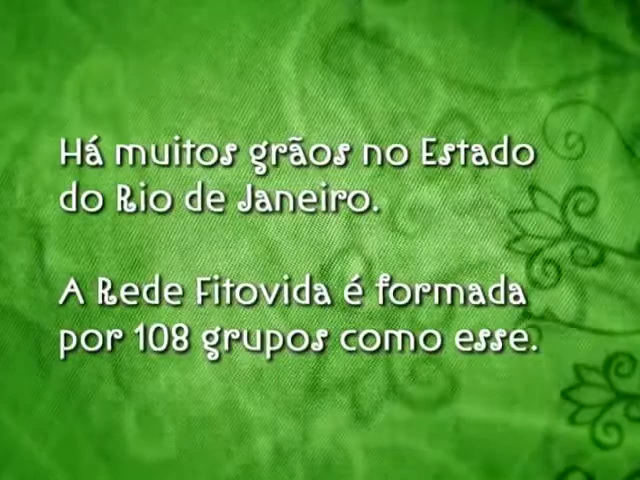 Há muitos grãos no Estado
do Rio de Janeiro.
A Rede Fitovida é formada
por 108 grupos como esse.